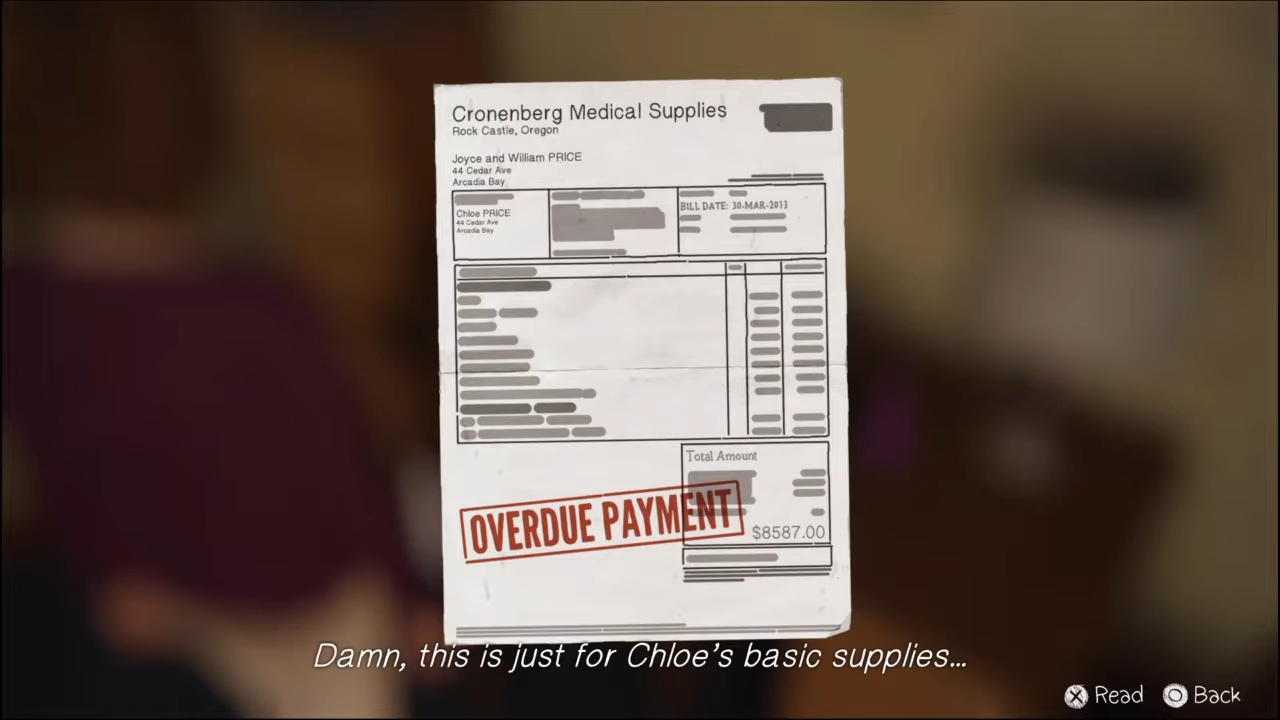 Cronenberg Medical Supplies
Rock Castle, Oregon
Joyce and William PRICE
44 Cedar Ave
Arcadia Bay
Chloe PRICE
44 Cedar Ave
Arcadia Bay
BILL DATE: 30-MAR-2013
Total Amount
OVERDUE PAYMENT
$8587.00
Damn, this is just for Chloe's basic supplies...
Read
Back